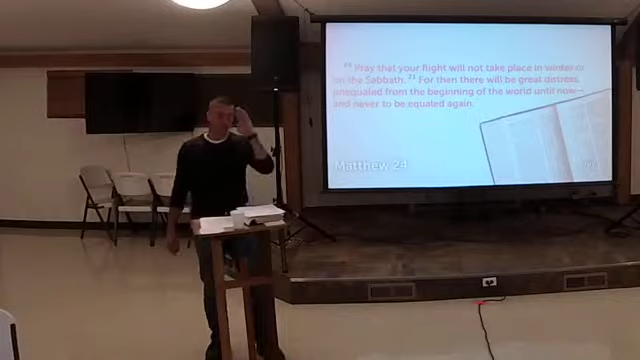 ²⁰ Pray that your flight will not take place in winter or
on the Sabbath. ²¹ For then there will be great distress,
unequaled from the beginning of the world until now—
and never to be equaled again.
Matthew 24